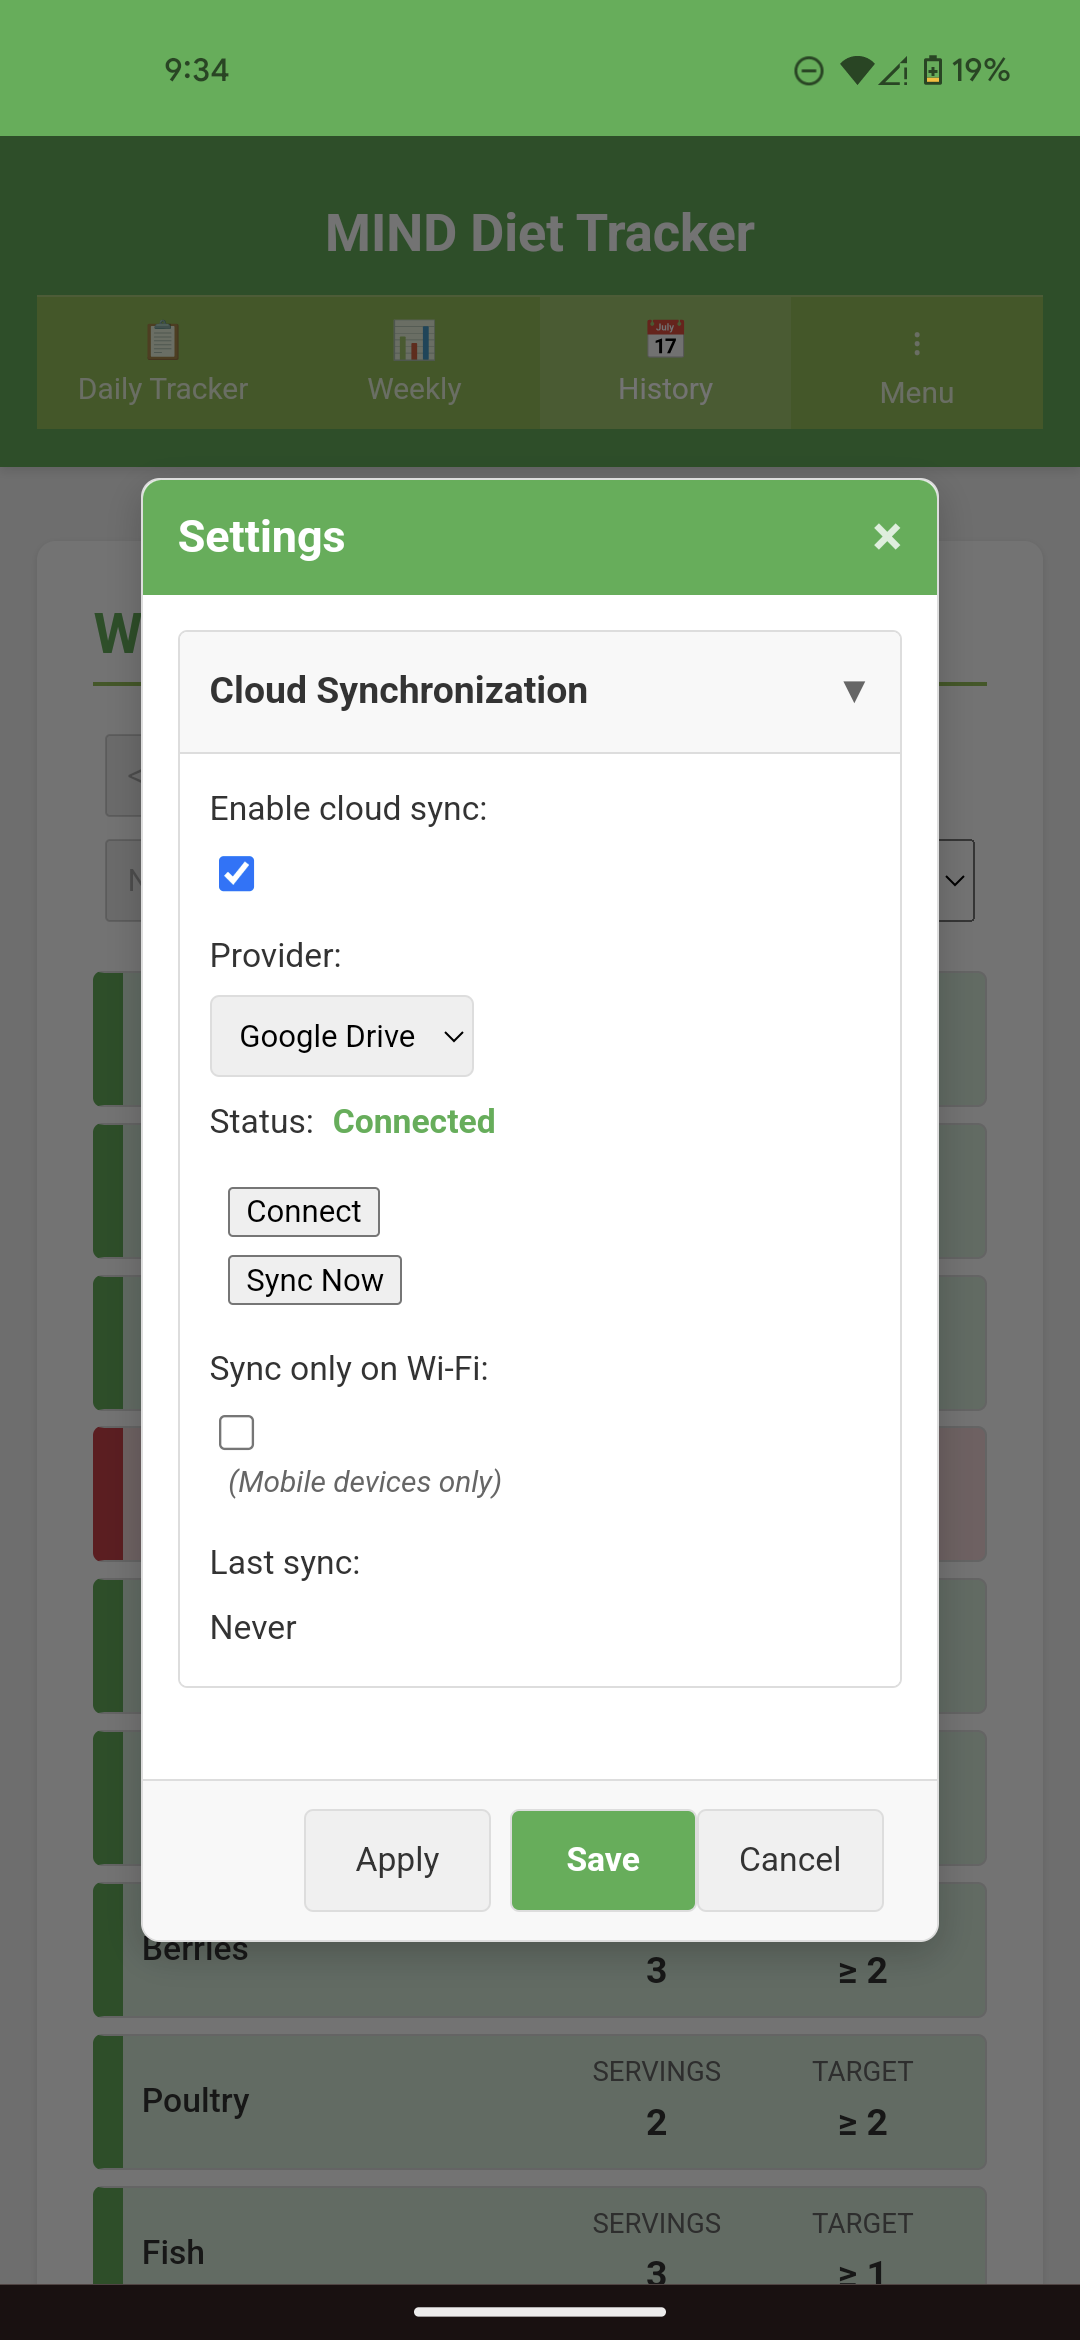 9:34
19%
MIND Diet Tracker
July
17
Daily Tracker
Weekly
History
Menu
Settings
×
W
Cloud Synchronization
Enable cloud sync:
<
Provider:
Google Drive
Status: Connected
Connect
Sync Now
Sync only on Wi-Fi:
(Mobile devices only)
Last sync:
Never
Apply
Save
Cancel
Berries
3
≥ 2
SERVINGS
TARGET
Poultry
2
≥ 2
SERVINGS
TARGET
Fish
3
≥ 1